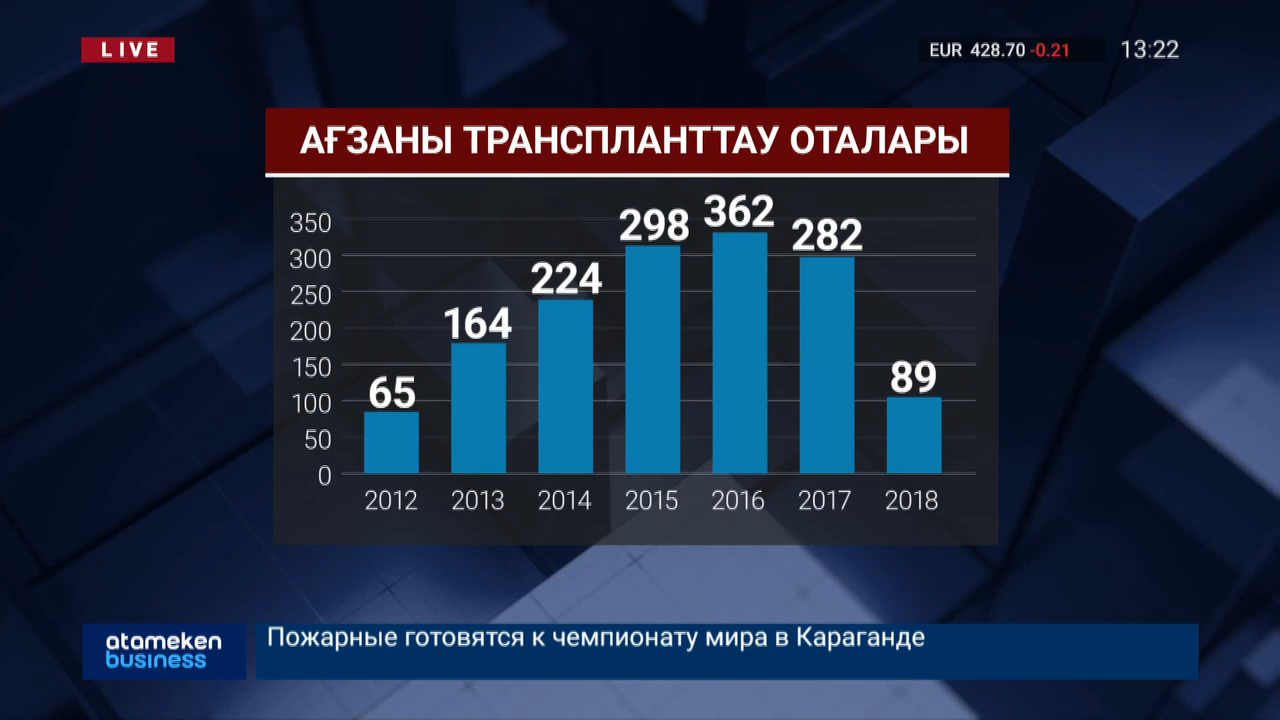 LIVE
EUR 428.70 -0.21
13:22
АҒЗАНЫ ТРАНСПЛАНТТАУ ОТАЛАРЫ
350
300
250
200
150
100
50
0
65
164
224
298
362
282
89
2012 2013 2014 2015 2016 2017 2018
atameken
business
Пожарные готовятся к чемпионату мира в Караганде